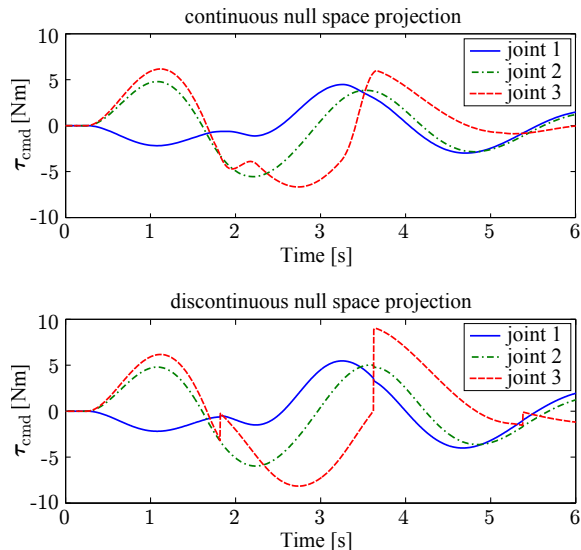 continuous null space projection
10
5
0
-5
-10
τcmd [Nm]
joint 1
joint 2
joint 3
0 1 2 3 4 5 6
Time [s]
discontinuous null space projection
10
5
0
-5
-10
τcmd [Nm]
joint 1
joint 2
joint 3
0 1 2 3 4 5 6
Time [s]